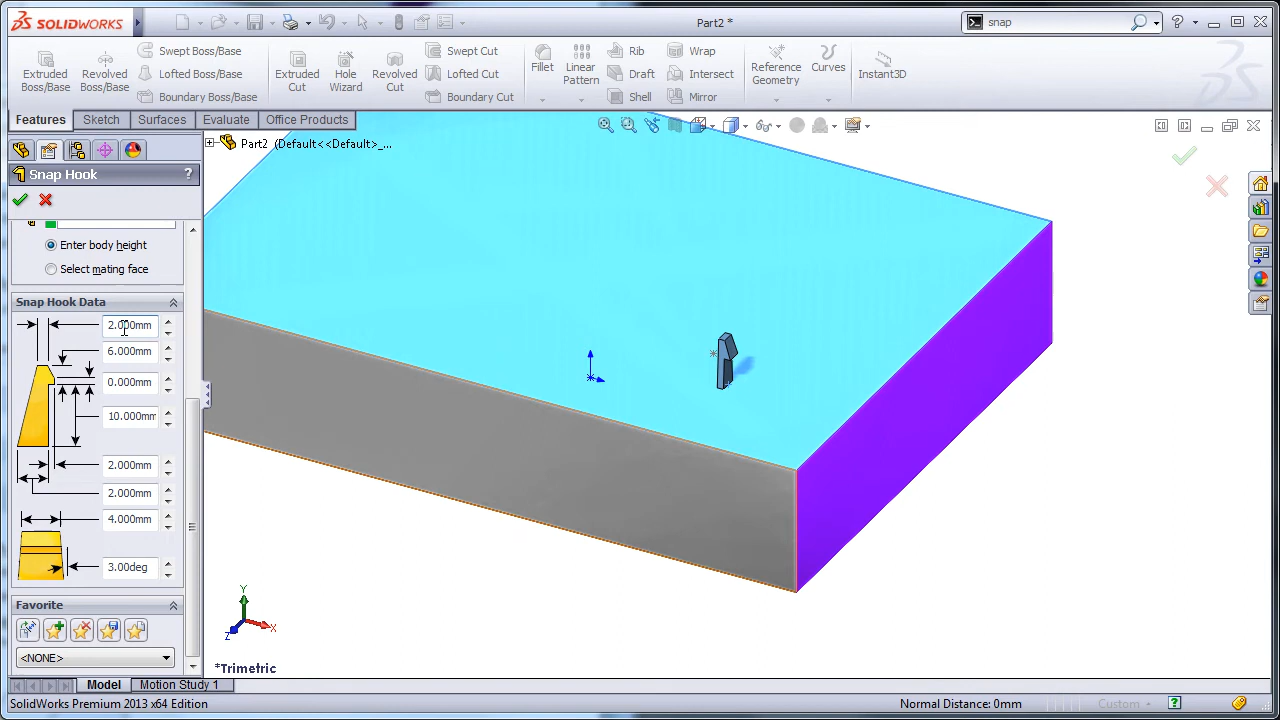 SOLIDWORKS
Part2 *
snap
Extruded Boss/Base
Revolved Boss/Base
Swept Boss/Base
Lofted Boss/Base
Boundary Boss/Base
Extruded Cut
Hole Wizard
Revolved Cut
Swept Cut
Lofted Cut
Boundary Cut
Fillet
Linear Pattern
Rib
Draft
Shell
Wrap
Intersect
Mirror
Reference Geometry
Curves
Instant3D
Features
Sketch
Surfaces
Evaluate
Office Products
Part2 (Default<<Default>_...
Snap Hook
?
Enter body height
Select mating face
Snap Hook Data
2.000mm
6.000mm
0.000mm
10.000mm
2.000mm
2.000mm
4.000mm
3.00deg
Favorite
<NONE>
Y
X
Z
*Trimetric
Model
Motion Study 1
SolidWorks Premium 2013 x64 Edition
Normal Distance: 0mm
Custom